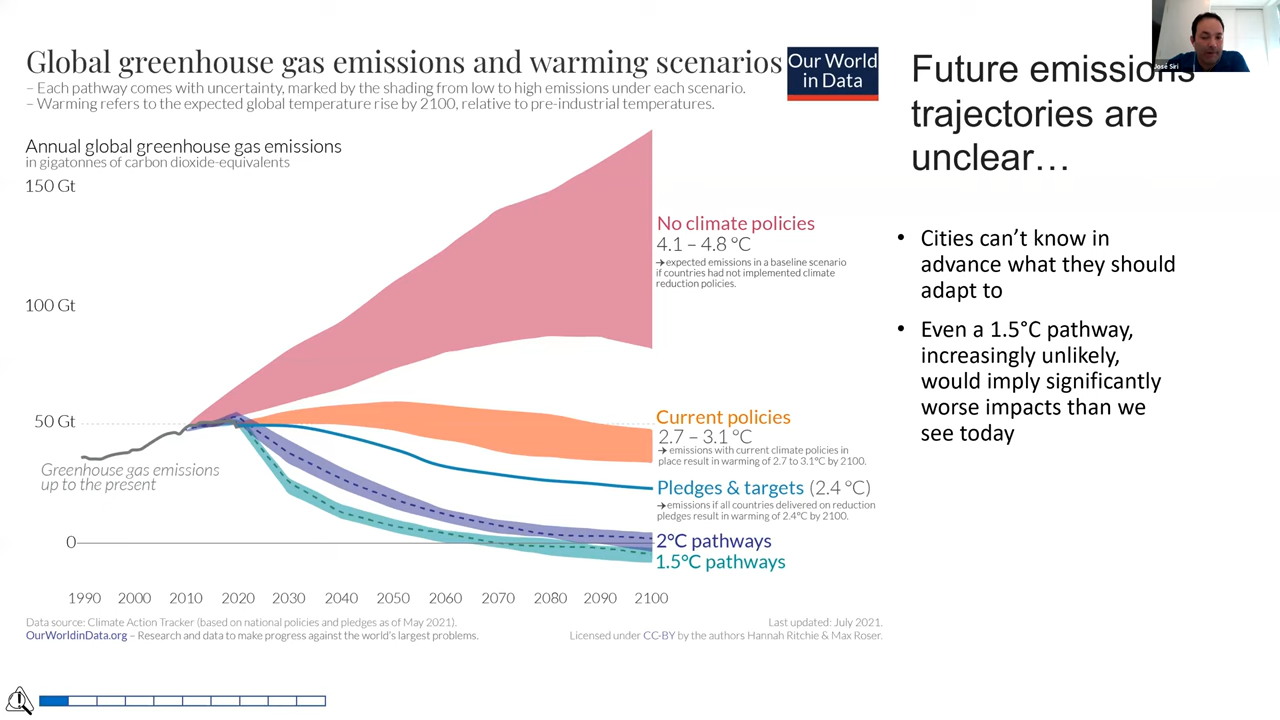 Global greenhouse gas emissions and warming scenarios
– Each pathway comes with uncertainty, marked by the shading from low to high emissions under each scenario.
– Warming refers to the expected global temperature rise by 2100, relative to pre-industrial temperatures.
Our World
in Data
Annual global greenhouse gas emissions
in gigatonnes of carbon dioxide-equivalents
150 Gt
100 Gt
50 Gt
0
Greenhouse gas emissions
up to the present
No climate policies
4.1 – 4.8 °C
→ expected emissions in a baseline scenario
if countries had not implemented climate
reduction policies.
Current policies
2.7 – 3.1 °C
→ emissions with current climate policies in
place result in warming of 2.7 to 3.1°C by 2100.
Pledges & targets (2.4 °C)
→ emissions if all countries delivered on reduction
pledges result in warming of 2.4°C by 2100.
2°C pathways
1.5°C pathways
1990 2000 2010 2020 2030 2040 2050 2060 2070 2080 2090 2100
Data source: Climate Action Tracker (based on national policies and pledges as of May 2021).
OurWorldinData.org – Research and data to make progress against the world's largest problems.
Last updated: July 2021.
Licensed under CC-BY by the authors Hannah Ritchie & Max Roser.
José Siri
Future emissions
trajectories are
unclear…
• Cities can't know in
advance what they should
adapt to
• Even a 1.5°C pathway,
increasingly unlikely,
would imply significantly
worse impacts than we
see today